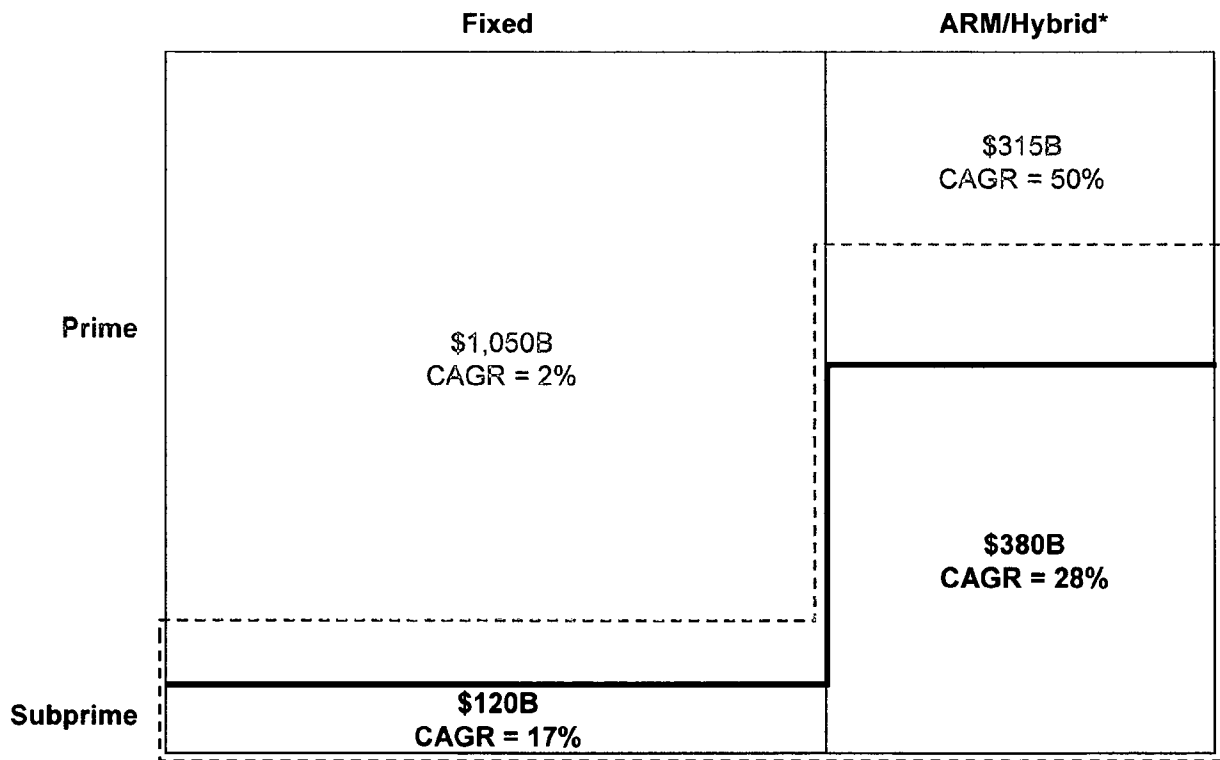 Fixed
ARM/Hybrid*
$315B
CAGR = 50%
Prime
$1,050B
CAGR = 2%
$380B
CAGR = 28%
Subprime
$120B
CAGR = 17%